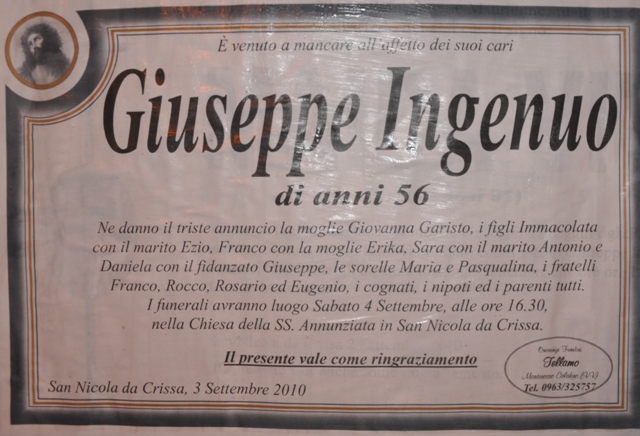 È venuto a mancare all'affetto dei suoi cari
Giuseppe Ingenuo
di anni 56
Ne danno il triste annuncio la moglie Giovanna Garisto, i figli Immacolata
con il marito Ezio, Franco con la moglie Erika, Sara con il marito Antonio e
Daniela con il fidanzato Giuseppe, le sorelle Maria e Pasqualina, i fratelli
Franco, Rocco, Rosario ed Eugenio, i cognati, i nipoti ed i parenti tutti.
I funerali avranno luogo Sabato 4 Settembre, alle ore 16.30,
nella Chiesa della SS. Annunziata in San Nicola da Crissa.
Il presente vale come ringraziamento
San Nicola da Crissa, 3 Settembre 2010
Tellamo
(VV)
Tel. 0963/325757